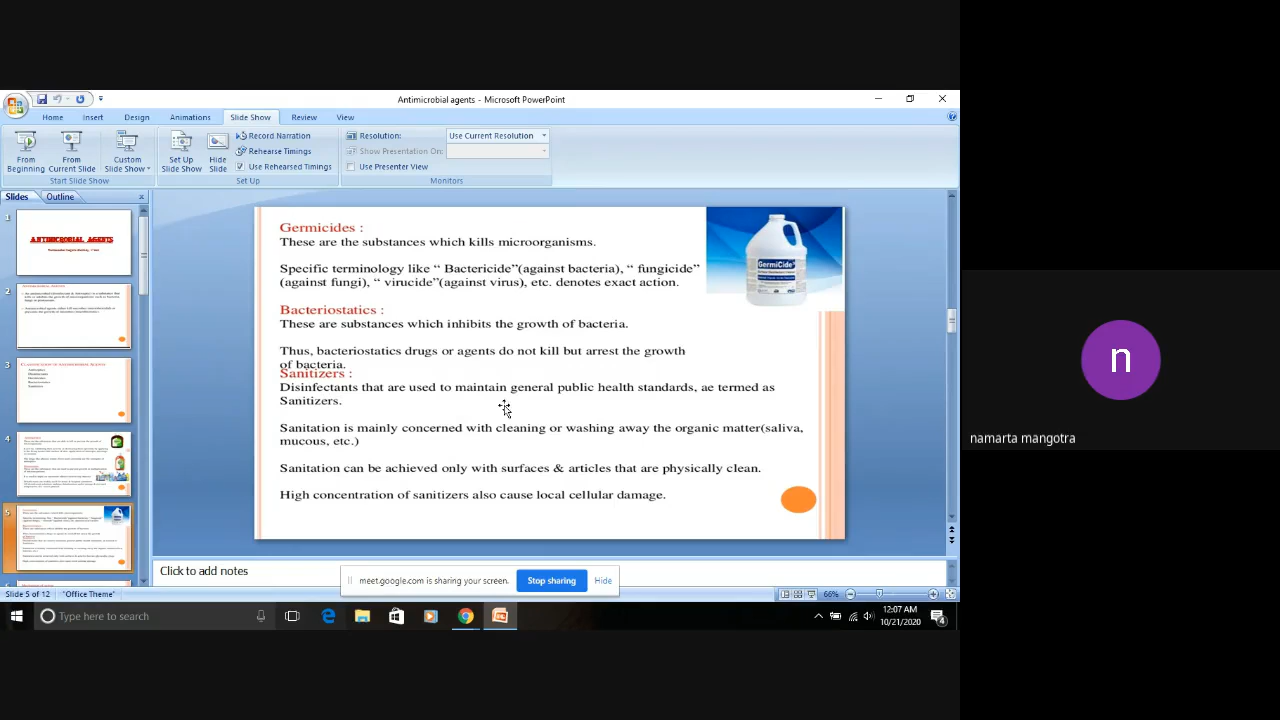 Antimicrobial agents - Microsoft PowerPoint
Home Insert Design Animations Slide Show Review View
From Beginning
From Current Slide
Custom Slide Show
Start Slide Show
Set Up Slide Show
Hide Slide
Record Narration
Rehearse Timings
Use Rehearsed Timings
Set Up
Resolution: Use Current Resolution
Show Presentation On:
Use Presenter View
Monitors
Slides Outline
1
ANTIMICROBIAL AGENTS
2
3
4
5
Germicides :
These are the substances which kills microorganisms.
Specific terminology like “ Bactericide”(against bacteria), “ fungicide”
(against fungi), “ virucide”(against virus), etc. denotes exact action.
Bacteriostatics :
These are substances which inhibits the growth of bacteria.
Thus, bacteriostatics drugs or agents do not kill but arrest the growth
of bacteria.
Sanitizers :
Disinfectants that are used to maintain general public health standards, ae termed as
Sanitizers.
Sanitation is mainly concerned with cleaning or washing away the organic matter(saliva,
mucous, etc.)
Sanitation can be achieved only on surfaces & articles that are physically clean.
High concentration of sanitizers also cause local cellular damage.
GermiCide
n
namarta mangotra
Click to add notes
meet.google.com is sharing your screen. Stop sharing Hide
Slide 5 of 12 "Office Theme" 66%
Type here to search
12:07 AM
10/21/2020
4